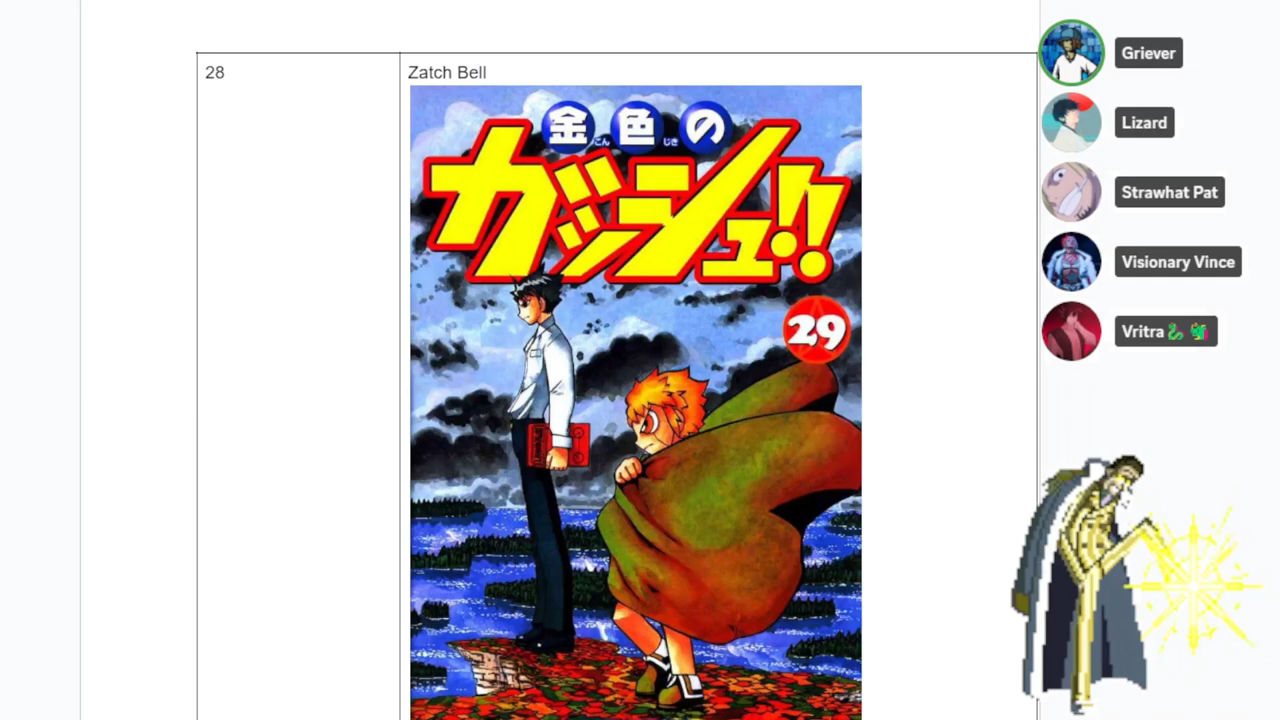 28
Zatch Bell
金色の
こん じき
ガッシュ!!
29
Griever
Lizard
Strawhat Pat
Visionary Vince
Vritra🐍 🐲